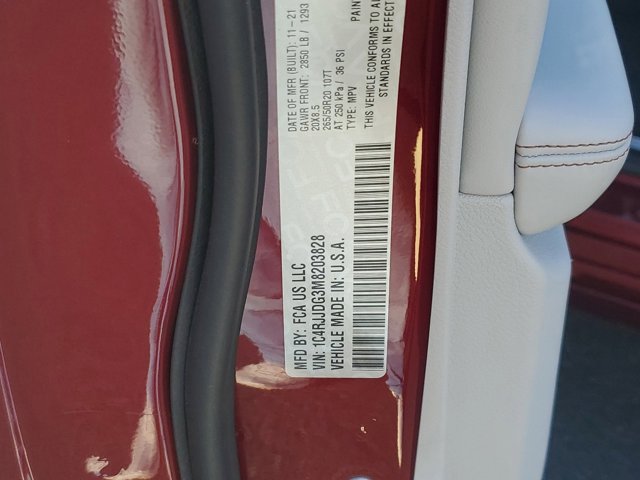 MFD BY: FCA US LLC
DATE OF MFR (BUILT): 11-21
GAWR FRONT: 2850 LB / 1293
20X8.5
265/50R20 107T
AT 250 kPa / 36 PSI
TYPE: MPV
VIN: 1C4RJJDG3M8203828
VEHICLE MADE IN: U.S.A.
PAIN
THIS VEHICLE CONFORMS TO AL
STANDARDS IN EFFECT